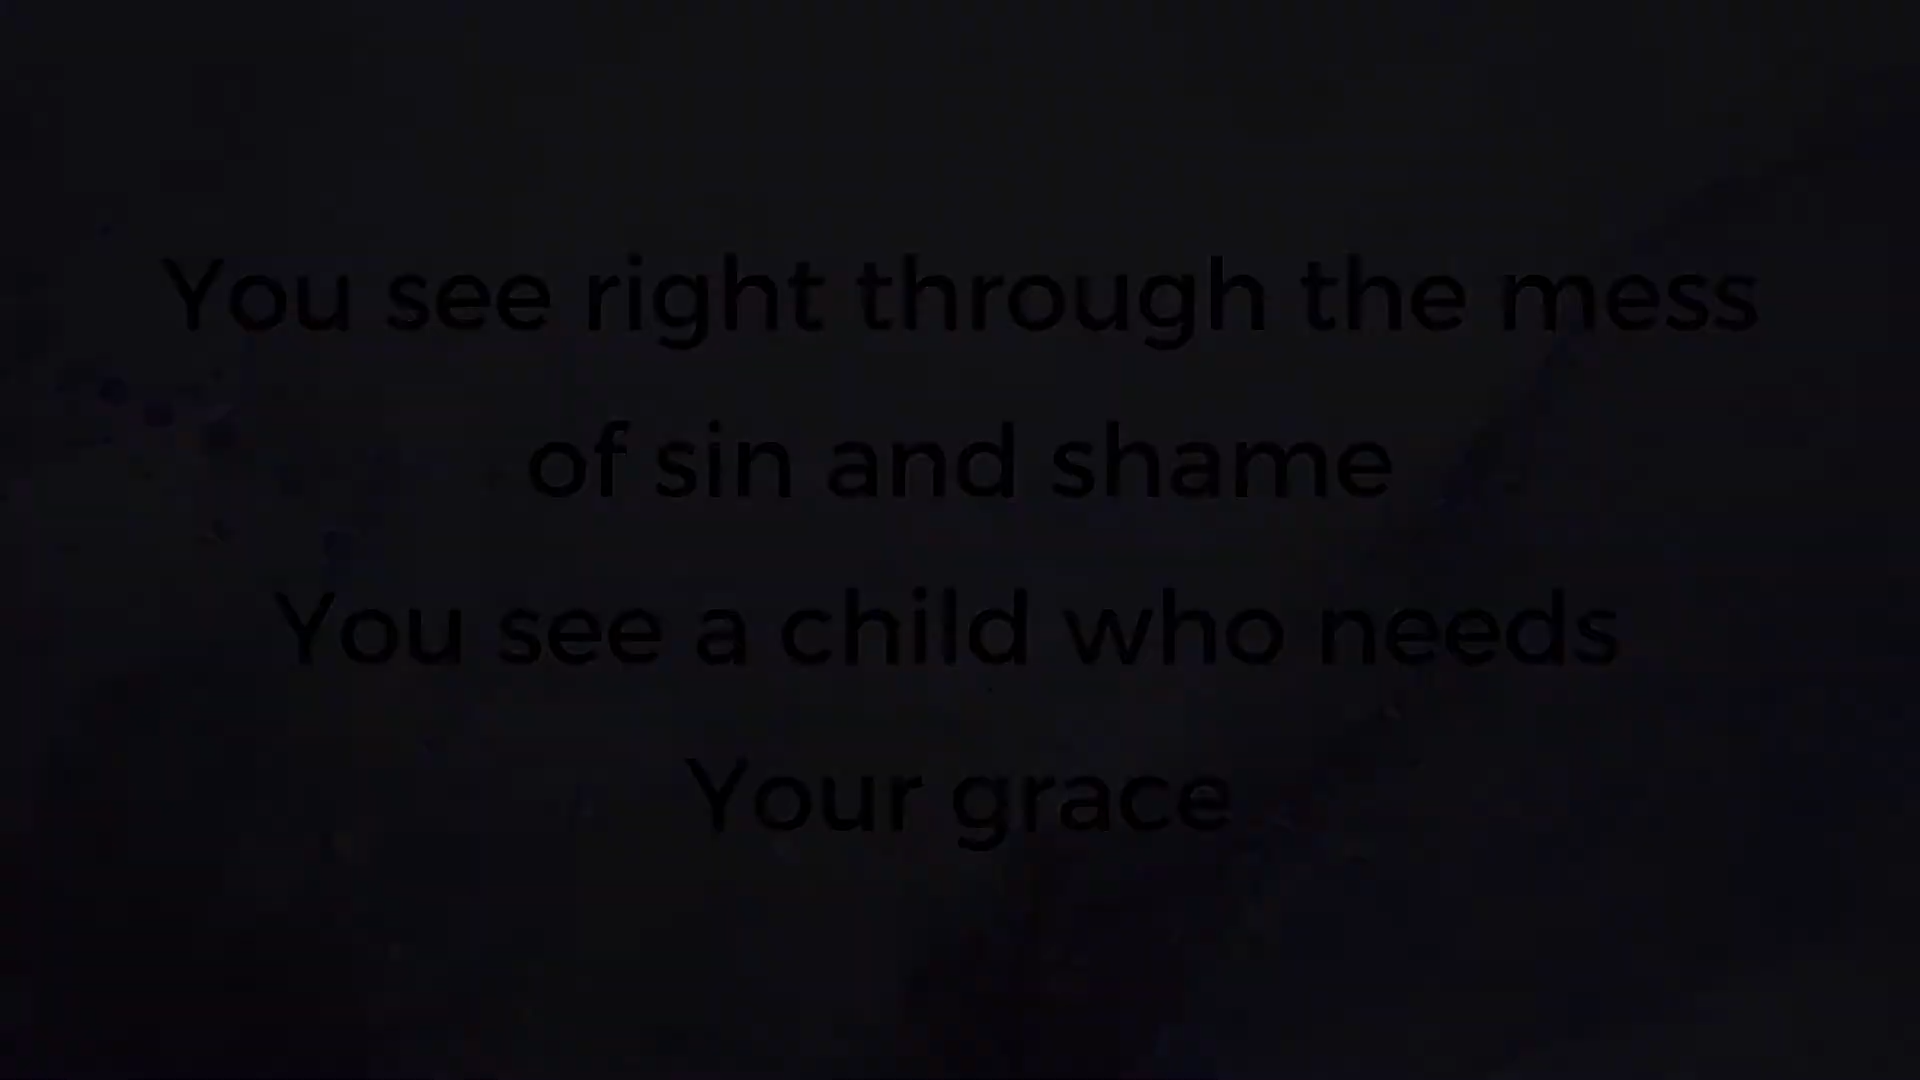 You see right through the mess
of sin and shame
You see a child who needs
Your grace